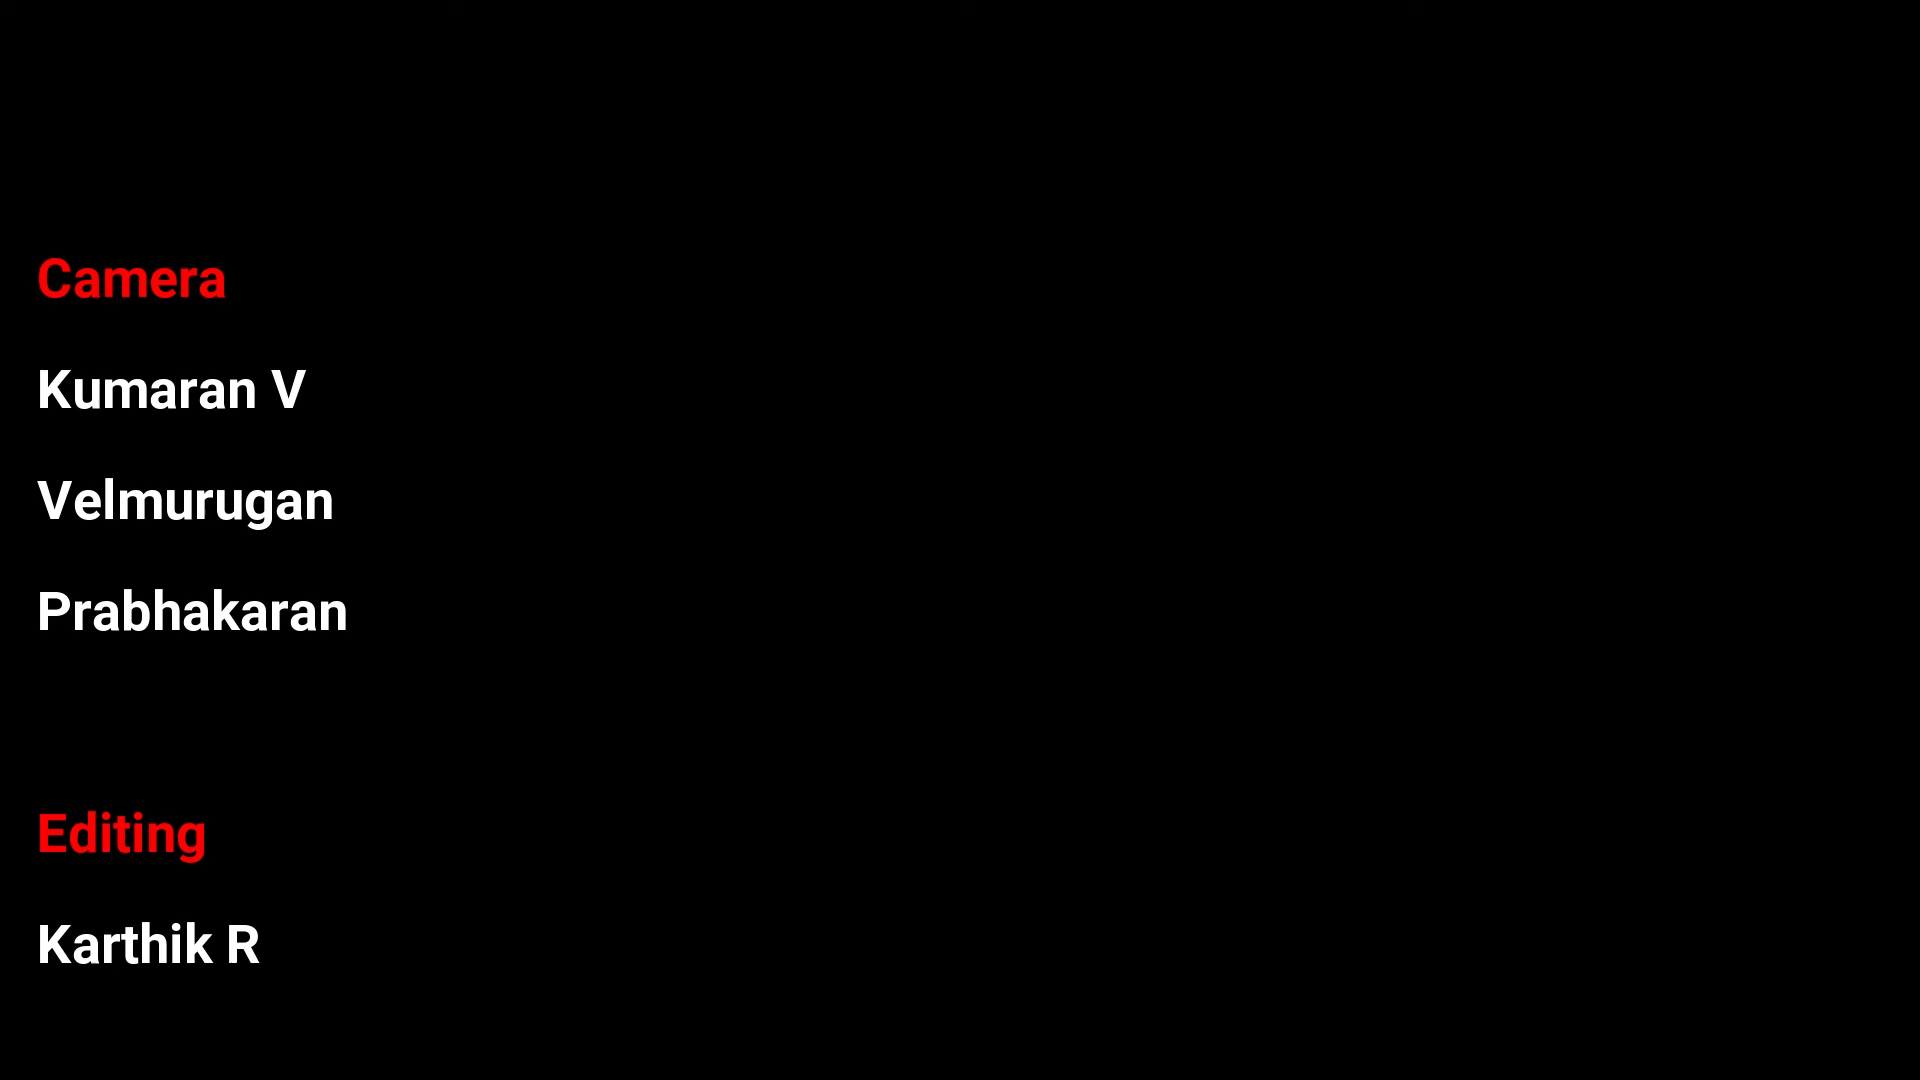 Camera
Kumaran V
Velmurugan
Prabhakaran
Editing
Karthik R